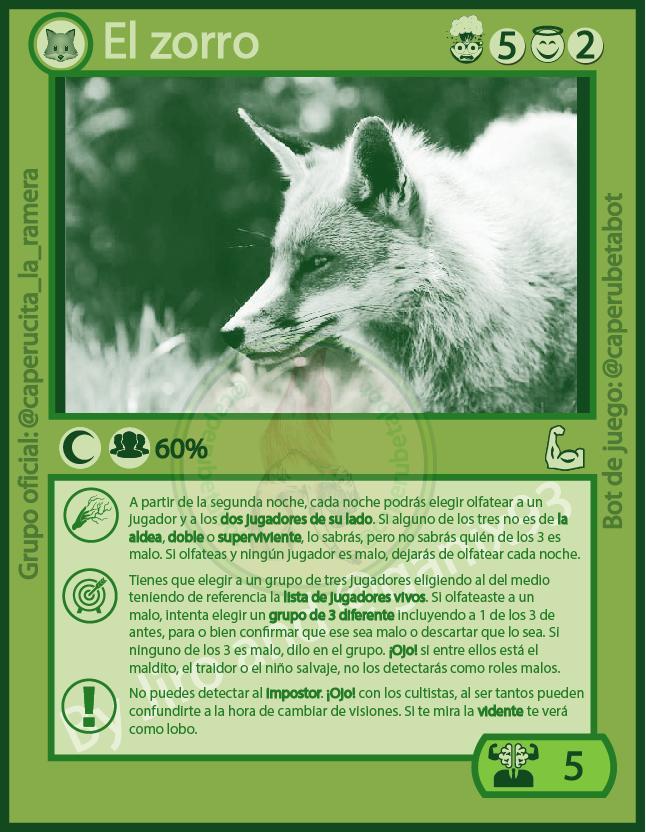 El zorro
5
2
Grupo oficial: @caperucita_la_ramera
Bot de juego: @caperubetabot
60%
A partir de la segunda noche, cada noche podrás elegir olfatear a un
jugador y a los dos jugadores de su lado. Si alguno de los tres no es de la
aldea, doble o superviviente, lo sabrás, pero no sabrás quién de los 3 es
malo. Si olfateas y ningún jugador es malo, dejarás de olfatear cada noche.
Tienes que elegir a un grupo de tres jugadores eligiendo al del medio
teniendo de referencia la lista de jugadores vivos. Si olfateaste a un
malo, intenta elegir un grupo de 3 diferente incluyendo a 1 de los 3 de
antes, para o bien confirmar que ese sea malo o descartar que lo sea. Si
ninguno de los 3 es malo, dilo en el grupo. ¡Ojo! si entre ellos está el
maldito, el traidor o el niño salvaje, no los detectarás como roles malos.
No puedes detectar al impostor. ¡Ojo! con los cultistas, al ser tantos pueden
confundirte a la hora de cambiar de visiones. Si te mira la vidente te verá
como lobo.
5